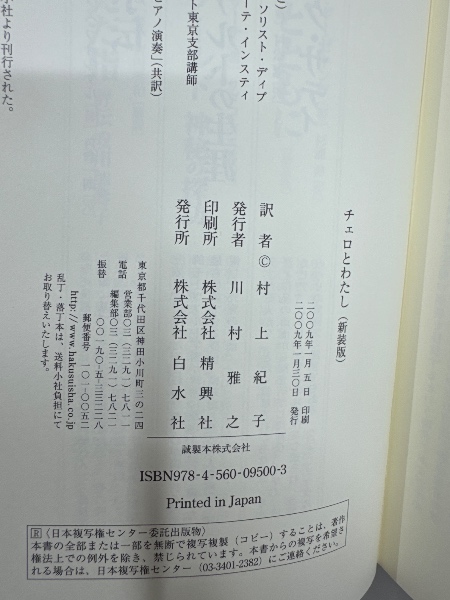 ソリスト・ディプ
ーテ・インスティ
ト東京支部講師
ピアノ演奏」(共訳)
小社より刊行された。
チェロとわたし(新装版)
二〇〇九年一月五日 印刷
二〇〇九年一月三〇日 発行
訳者 © 村上紀子
発行者 川村雅之
印刷所 株式会社精興社
発行所 株式会社白水社
東京都千代田区神田小川町三の二四
電話 営業部〇三(三二九一)七八一一
編集部〇三(三二九一)七八二一
振替 〇〇一九〇-五-三三二二八
郵便番号 一〇一-〇〇五二
http://www.hakusuisha.co.jp
乱丁・落丁本は、送料小社負担にて
お取り替えいたします。
誠製本株式会社
ISBN978-4-560-09500-3
Printed in Japan
Ⓡ〈日本複写権センター委託出版物〉
本書の全部または一部を無断で複写複製(コピー)することは、著作
権法上での例外を除き、禁じられています。本書からの複写を希望さ
れる場合は、日本複写権センター(03-3401-2382)にご連絡ください。